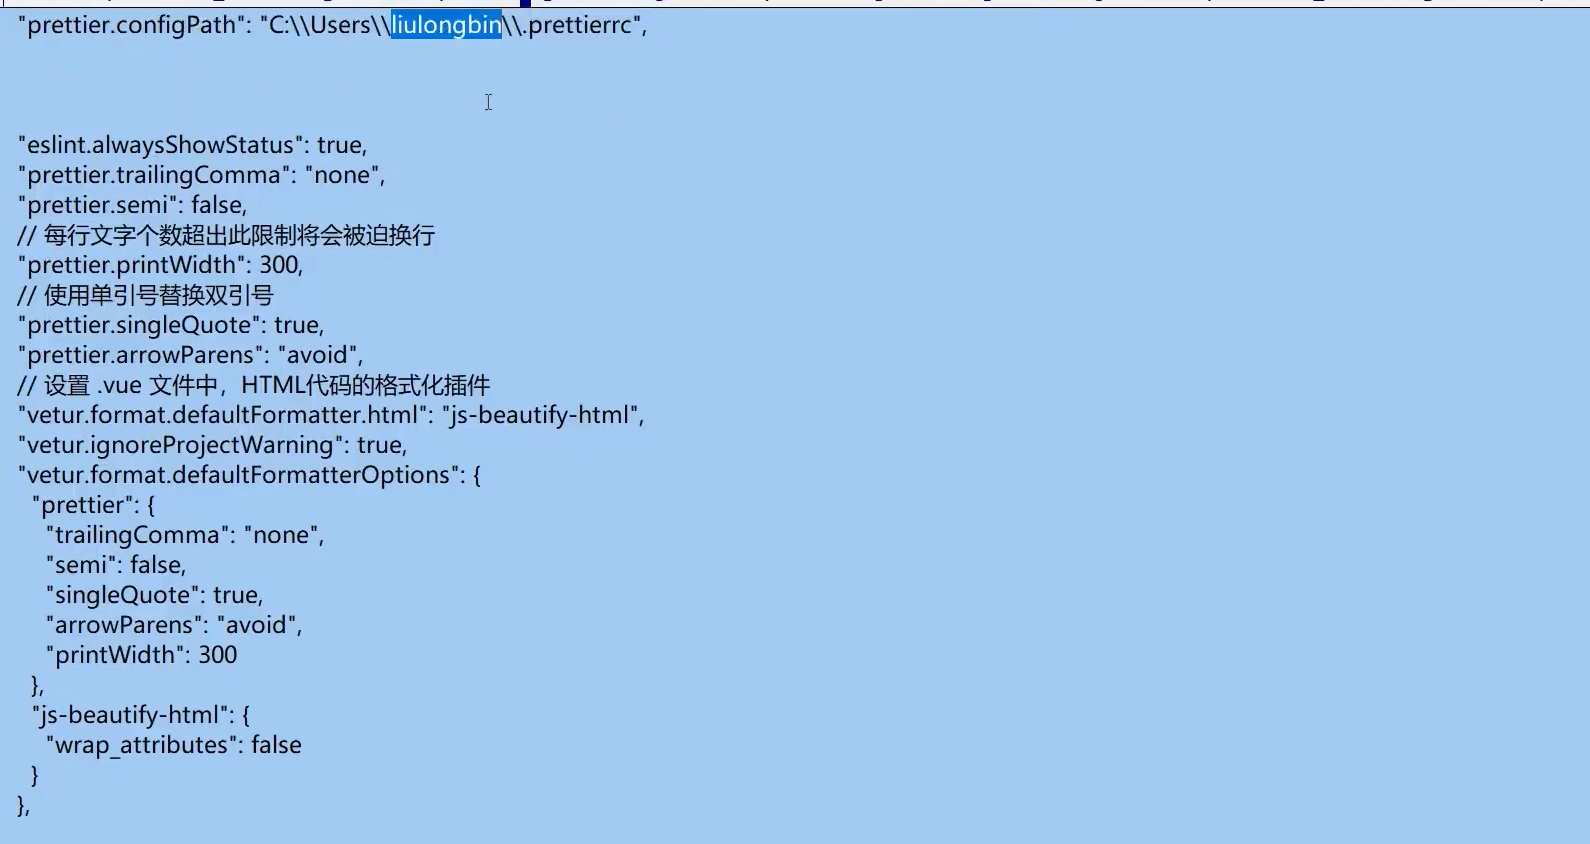 "prettier.configPath": "C:\\Users\\liulongbin\\.prettierrc",
"eslint.alwaysShowStatus": true,
"prettier.trailingComma": "none",
"prettier.semi": false,
// 每行文字个数超出此限制将会被迫换行
"prettier.printWidth": 300,
// 使用单引号替换双引号
"prettier.singleQuote": true,
"prettier.arrowParens": "avoid",
// 设置 .vue 文件中，HTML代码的格式化插件
"vetur.format.defaultFormatter.html": "js-beautify-html",
"vetur.ignoreProjectWarning": true,
"vetur.format.defaultFormatterOptions": {
"prettier": {
"trailingComma": "none",
"semi": false,
"singleQuote": true,
"arrowParens": "avoid",
"printWidth": 300
},
"js-beautify-html": {
"wrap_attributes": false
}
},